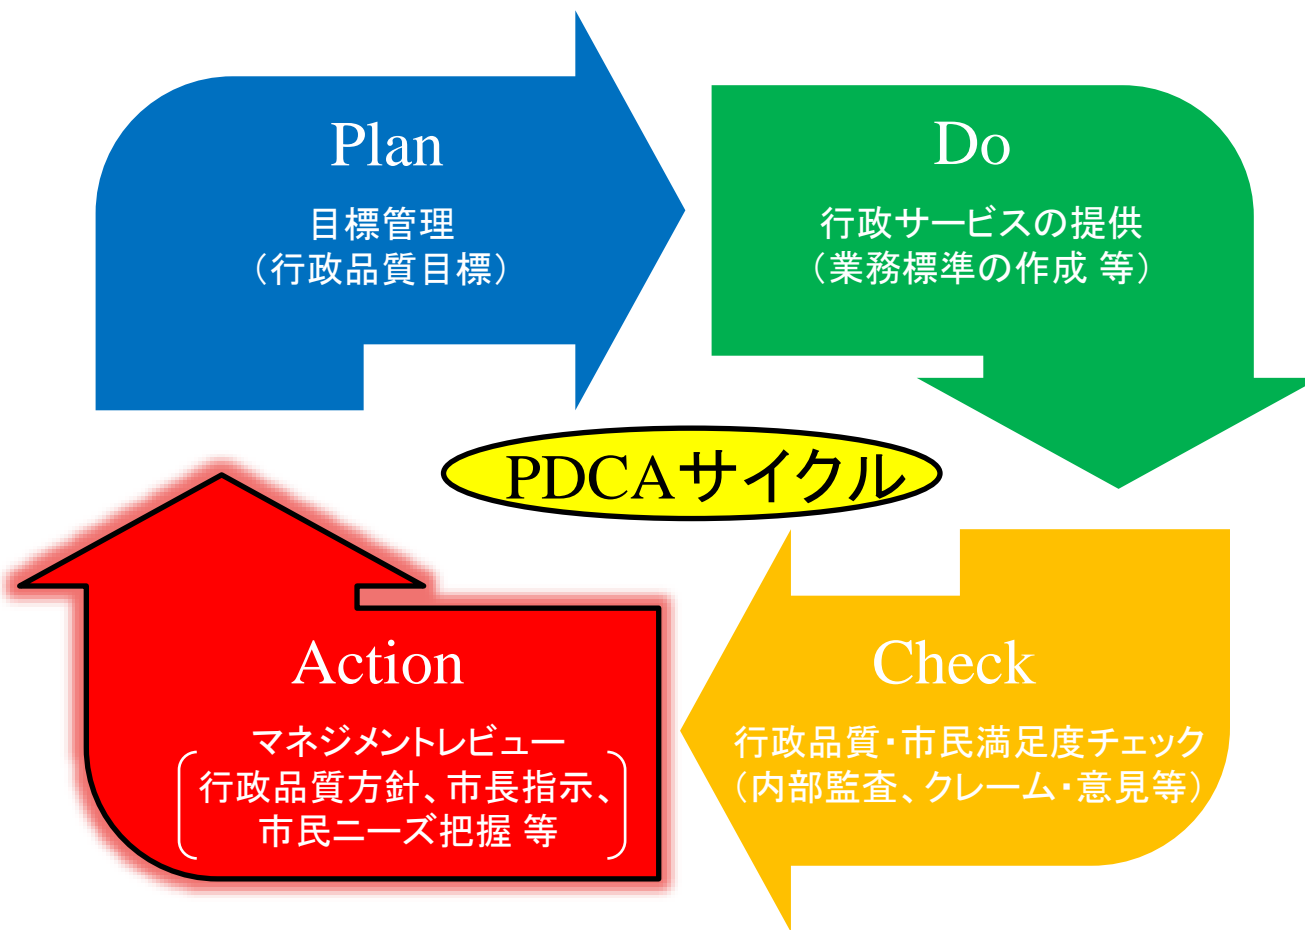 Plan
目標管理
(行政品質目標)
Do
行政サービスの提供
(業務標準の作成 等)
PDCAサイクル
Action
マネジメントレビュー
行政品質方針、市長指示、
市民ニーズ把握 等
Check
行政品質・市民満足度チェック
(内部監査、クレーム・意見等)